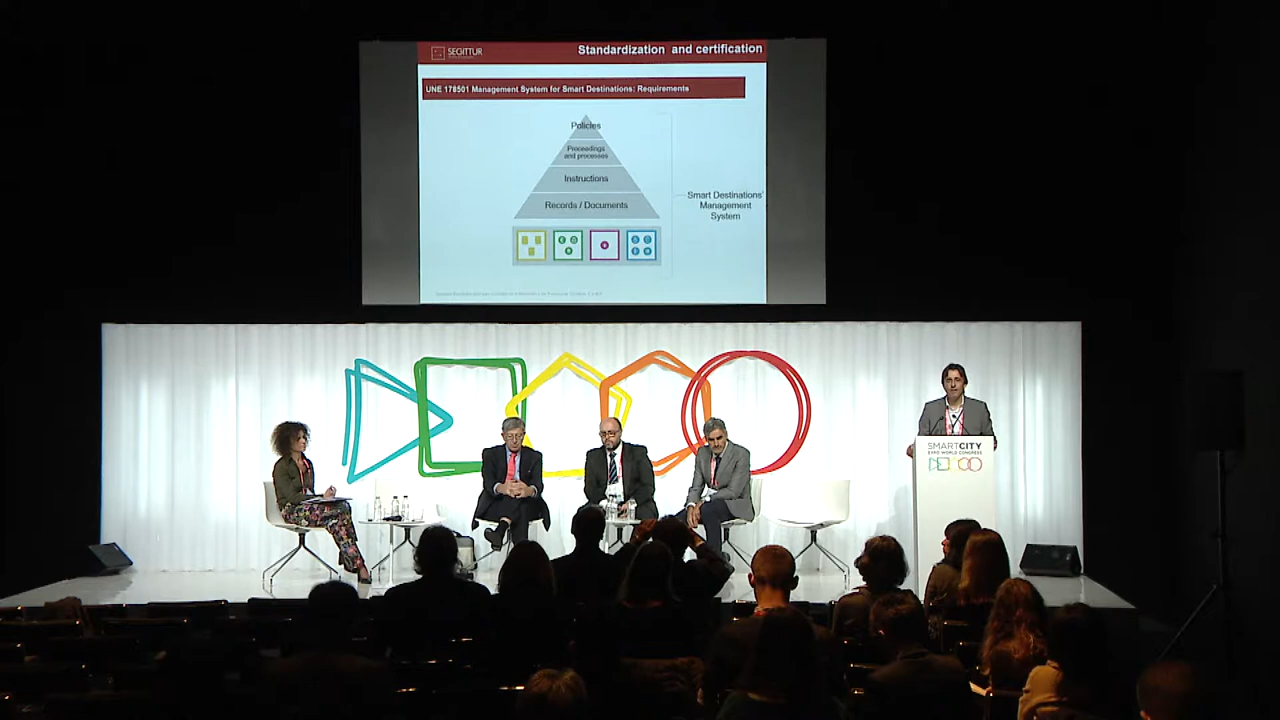 SEGITTUR
Standardization and certification
UNE 178501 Management System for Smart Destinations: Requirements
Policies
Proceedings
and processes
Instructions
Records / Documents
Smart Destinations'
Management
System
SMARTCITY
EXPO WORLD CONGRESS